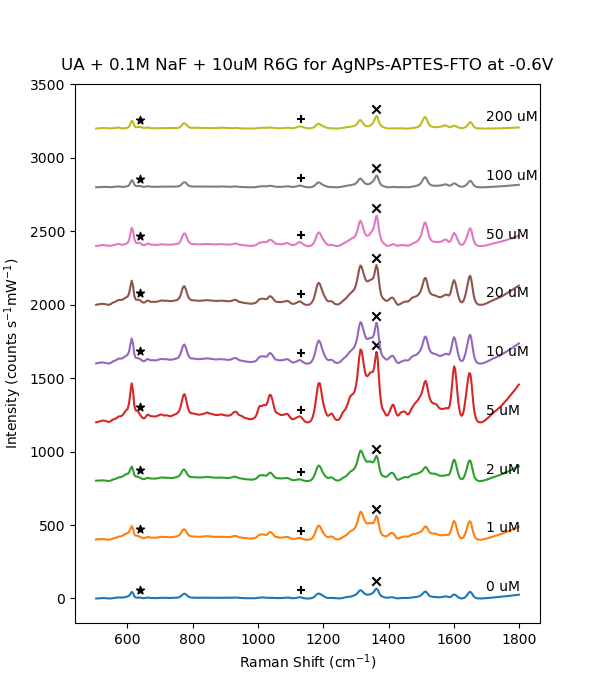 UA + 0.1M NaF + 10uM R6G for AgNPs-APTES-FTO at -0.6V
3500
200 uM
3000
100 uM
2500
50 uM
20 uM
2000
10 uM
1500
5 uM
1000
2 uM
500
1 uM
0 uM
0
600 800 1000 1200 1400 1600 1800
Raman Shift (cm⁻¹)
Intensity (counts s⁻¹mW⁻¹)